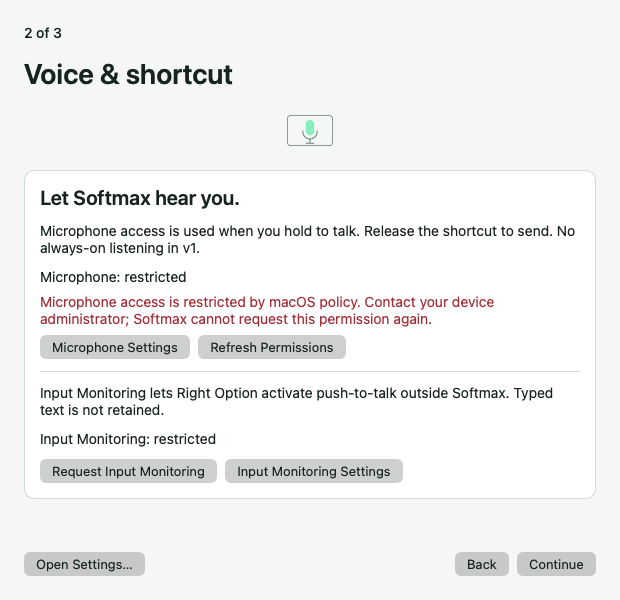 2 of 3
Voice & shortcut
Let Softmax hear you.
Microphone access is used when you hold to talk. Release the shortcut to send. No
always-on listening in v1.
Microphone: restricted
Microphone access is restricted by macOS policy. Contact your device
administrator; Softmax cannot request this permission again.
Microphone Settings
Refresh Permissions
Input Monitoring lets Right Option activate push-to-talk outside Softmax. Typed
text is not retained.
Input Monitoring: restricted
Request Input Monitoring
Input Monitoring Settings
Open Settings...
Back
Continue